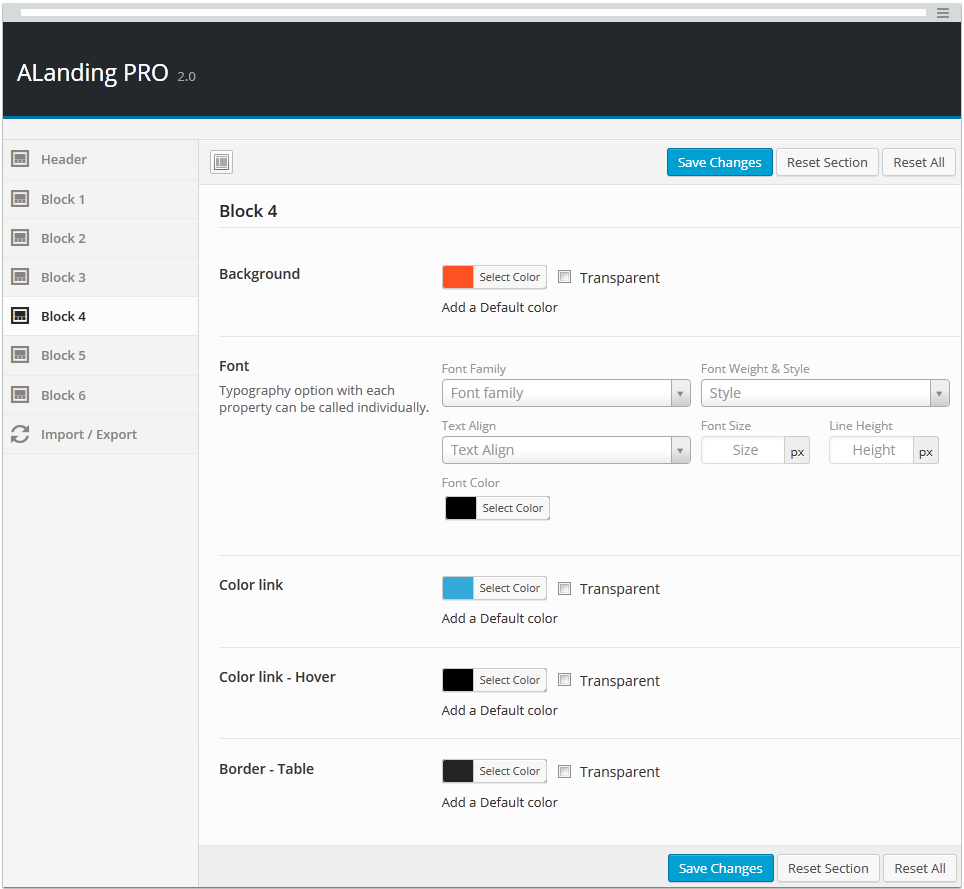 ALanding PRO 2.0
Header
Block 1
Block 2
Block 3
Block 4
Block 5
Block 6
Import / Export
Save Changes Reset Section Reset All
Block 4
Background
Select Color Transparent
Add a Default color
Font
Typography option with each
property can be called individually.
Font Family Font Weight & Style
Font family Style
Text Align Font Size Line Height
Text Align Size px Height px
Font Color
Select Color
Color link
Select Color Transparent
Add a Default color
Color link - Hover
Select Color Transparent
Add a Default color
Border - Table
Select Color Transparent
Add a Default color
Save Changes Reset Section Reset All